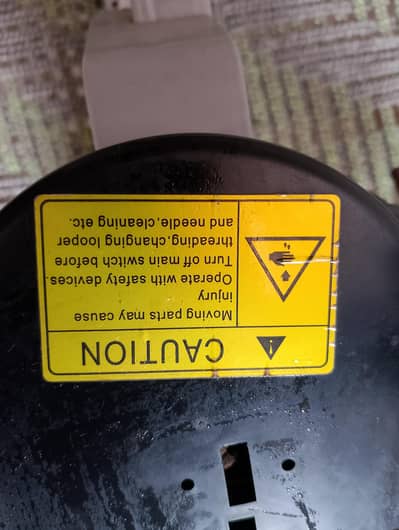 CAUTION
Moving parts may cause
injury
Operate with safety devices.
Turn off main switch before
threading,changing looper
and needle,cleaning etc.